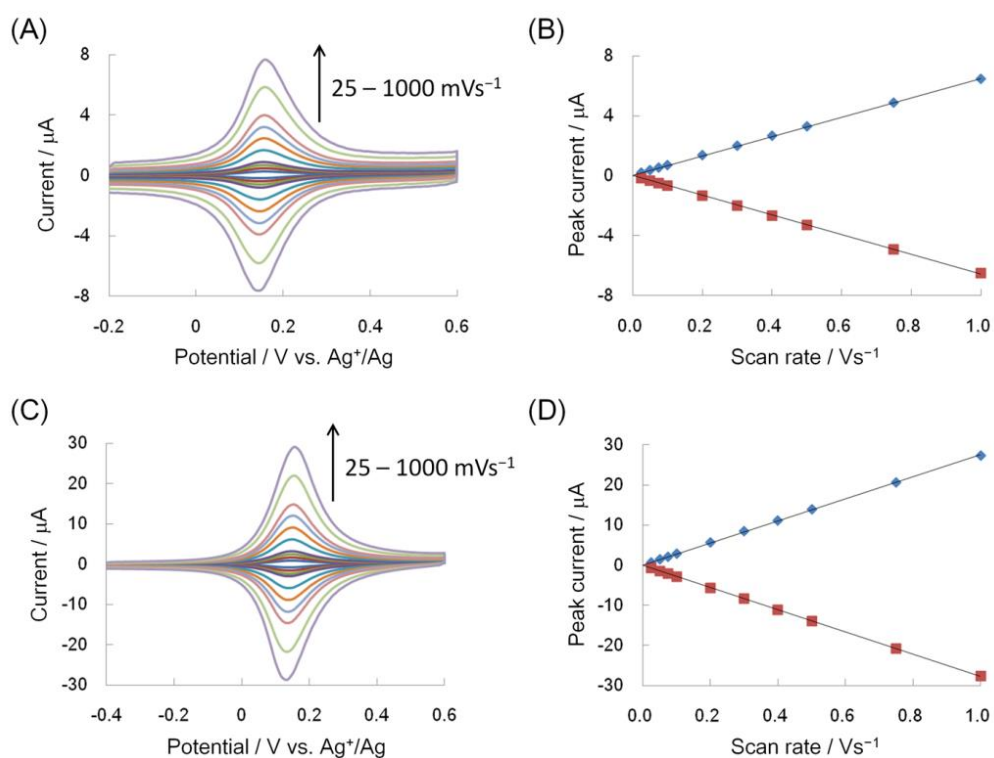 (A)
8
4
0
-4
-8
Current / μA
25 – 1000 mVs⁻¹
-0.2 0 0.2 0.4 0.6
Potential / V vs. Ag⁺/Ag
(B)
8
4
0
-4
-8
Peak current / μA
0.0 0.2 0.4 0.6 0.8 1.0
Scan rate / Vs⁻¹
(C)
30
20
10
0
-10
-20
-30
Current / μA
25 – 1000 mVs⁻¹
-0.4 -0.2 0 0.2 0.4 0.6
Potential / V vs. Ag⁺/Ag
(D)
30
20
10
0
-10
-20
-30
Peak current / μA
0.0 0.2 0.4 0.6 0.8 1.0
Scan rate / Vs⁻¹